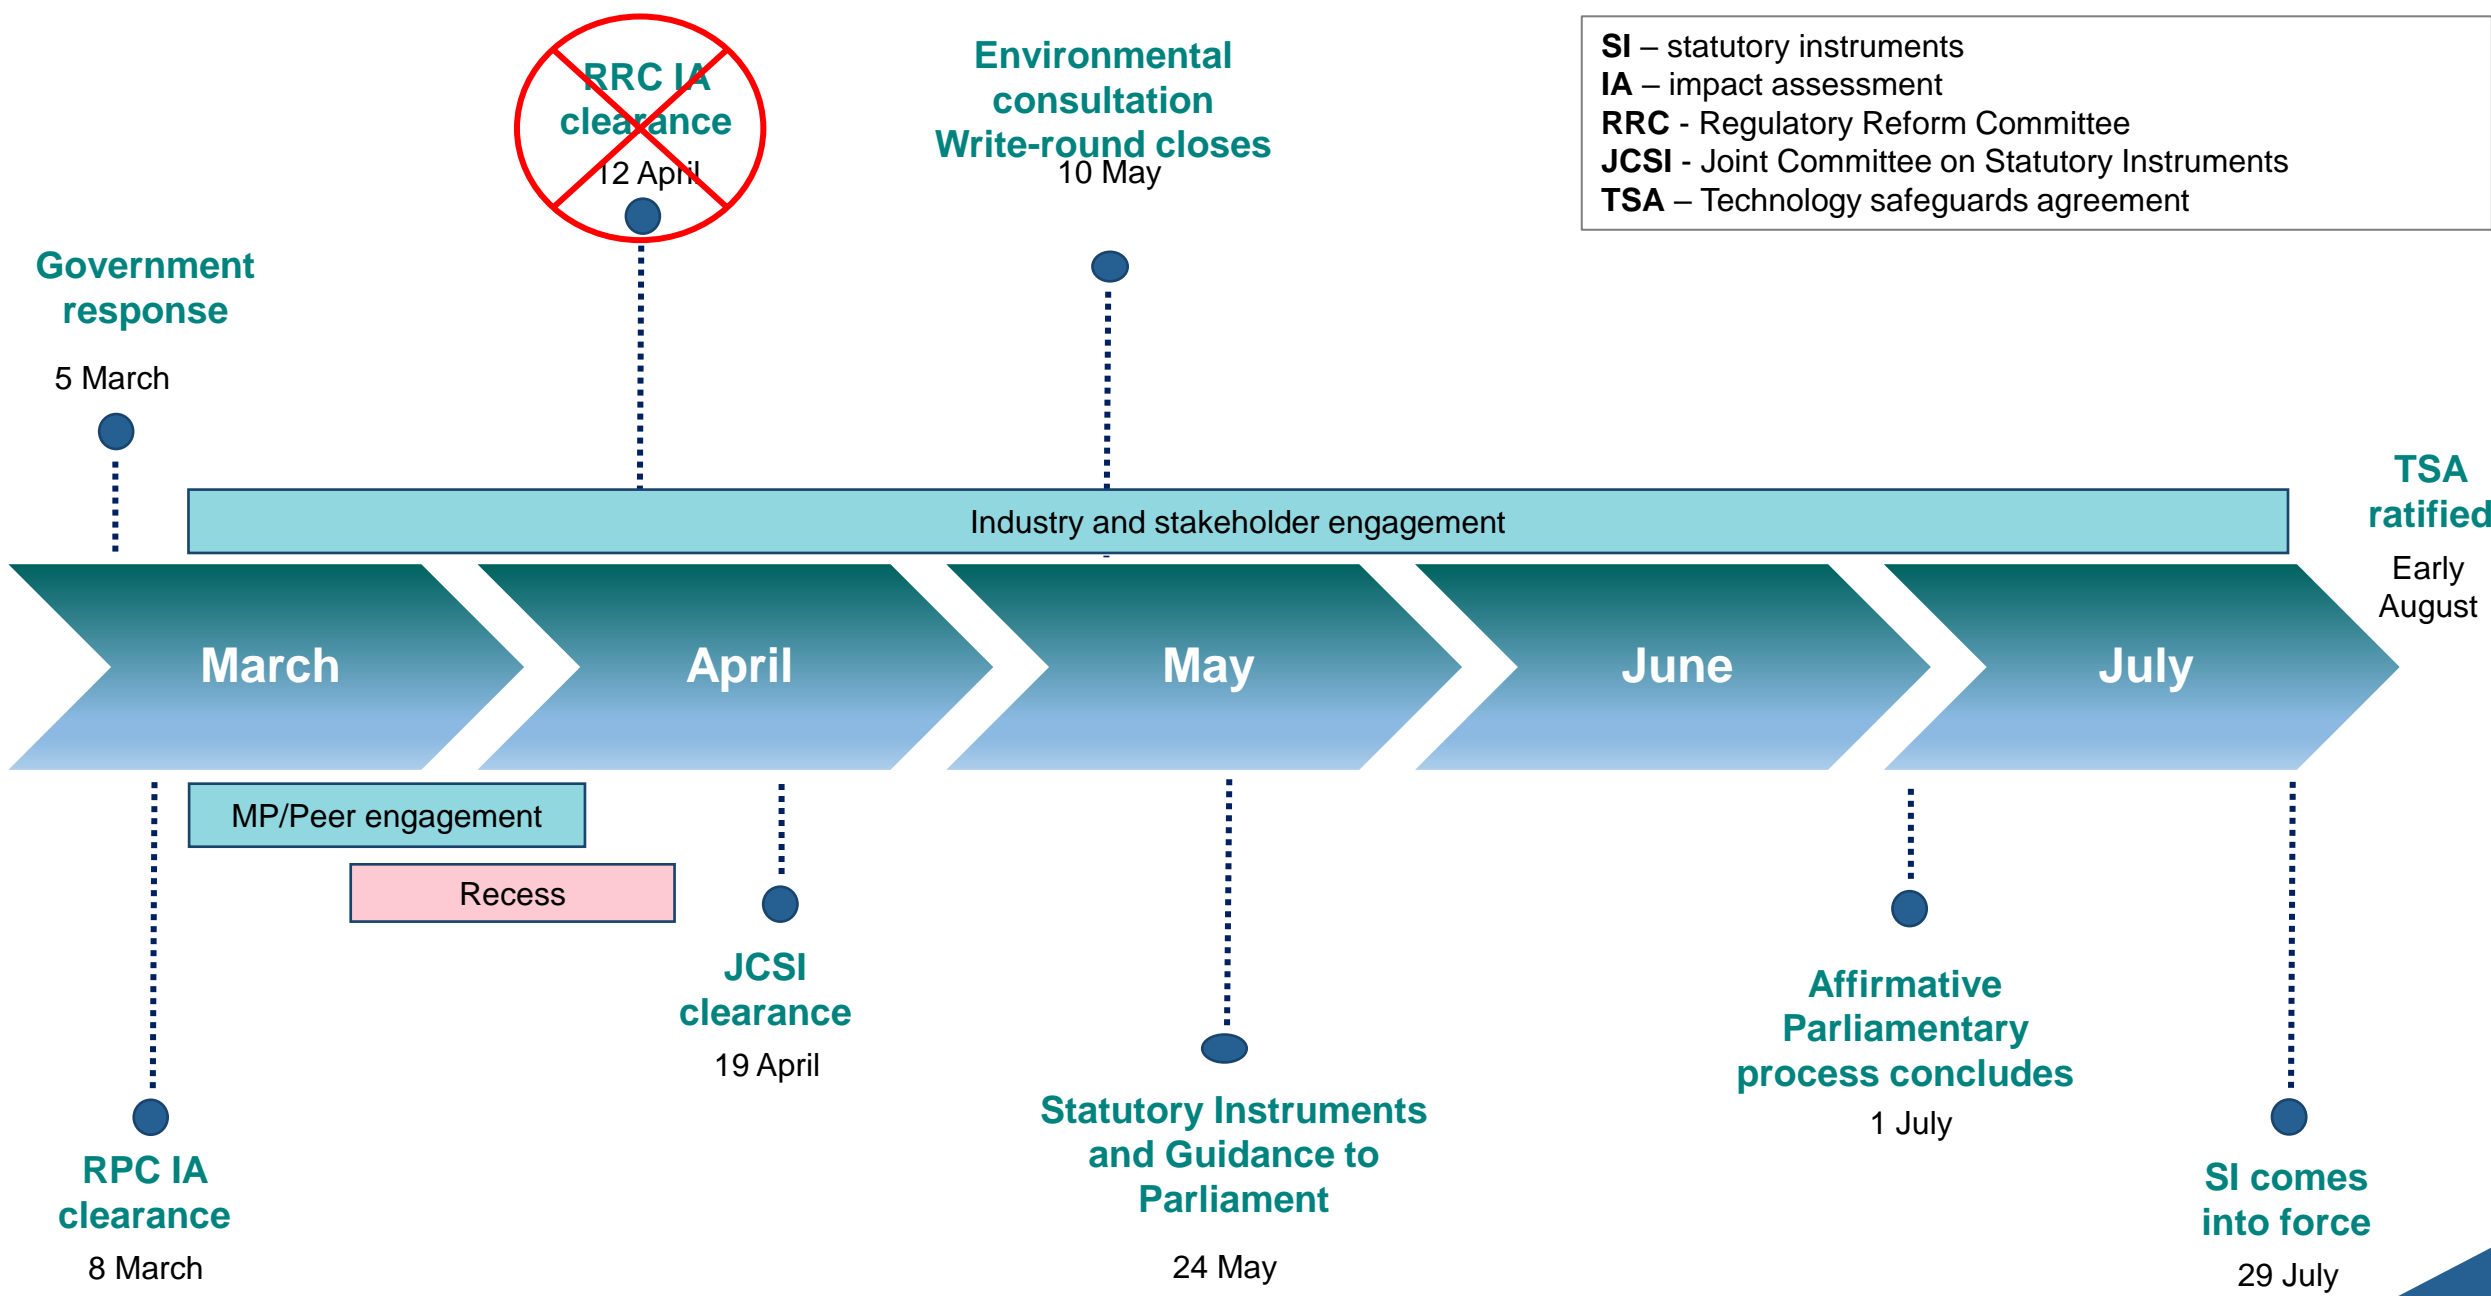 RRC IA
clearance
12 April
Environmental
consultation
Write-round closes
10 May
SI – statutory instruments
IA – impact assessment
RRC - Regulatory Reform Committee
JCSI - Joint Committee on Statutory Instruments
TSA – Technology safeguards agreement
Government
response
5 March
TSA
ratified
Early
August
Industry and stakeholder engagement
March
April
May
June
July
MP/Peer engagement
Recess
JCSI
clearance
19 April
RPC IA
clearance
8 March
Statutory Instruments
and Guidance to
Parliament
24 May
Affirmative
Parliamentary
process concludes
1 July
SI comes
into force
29 July